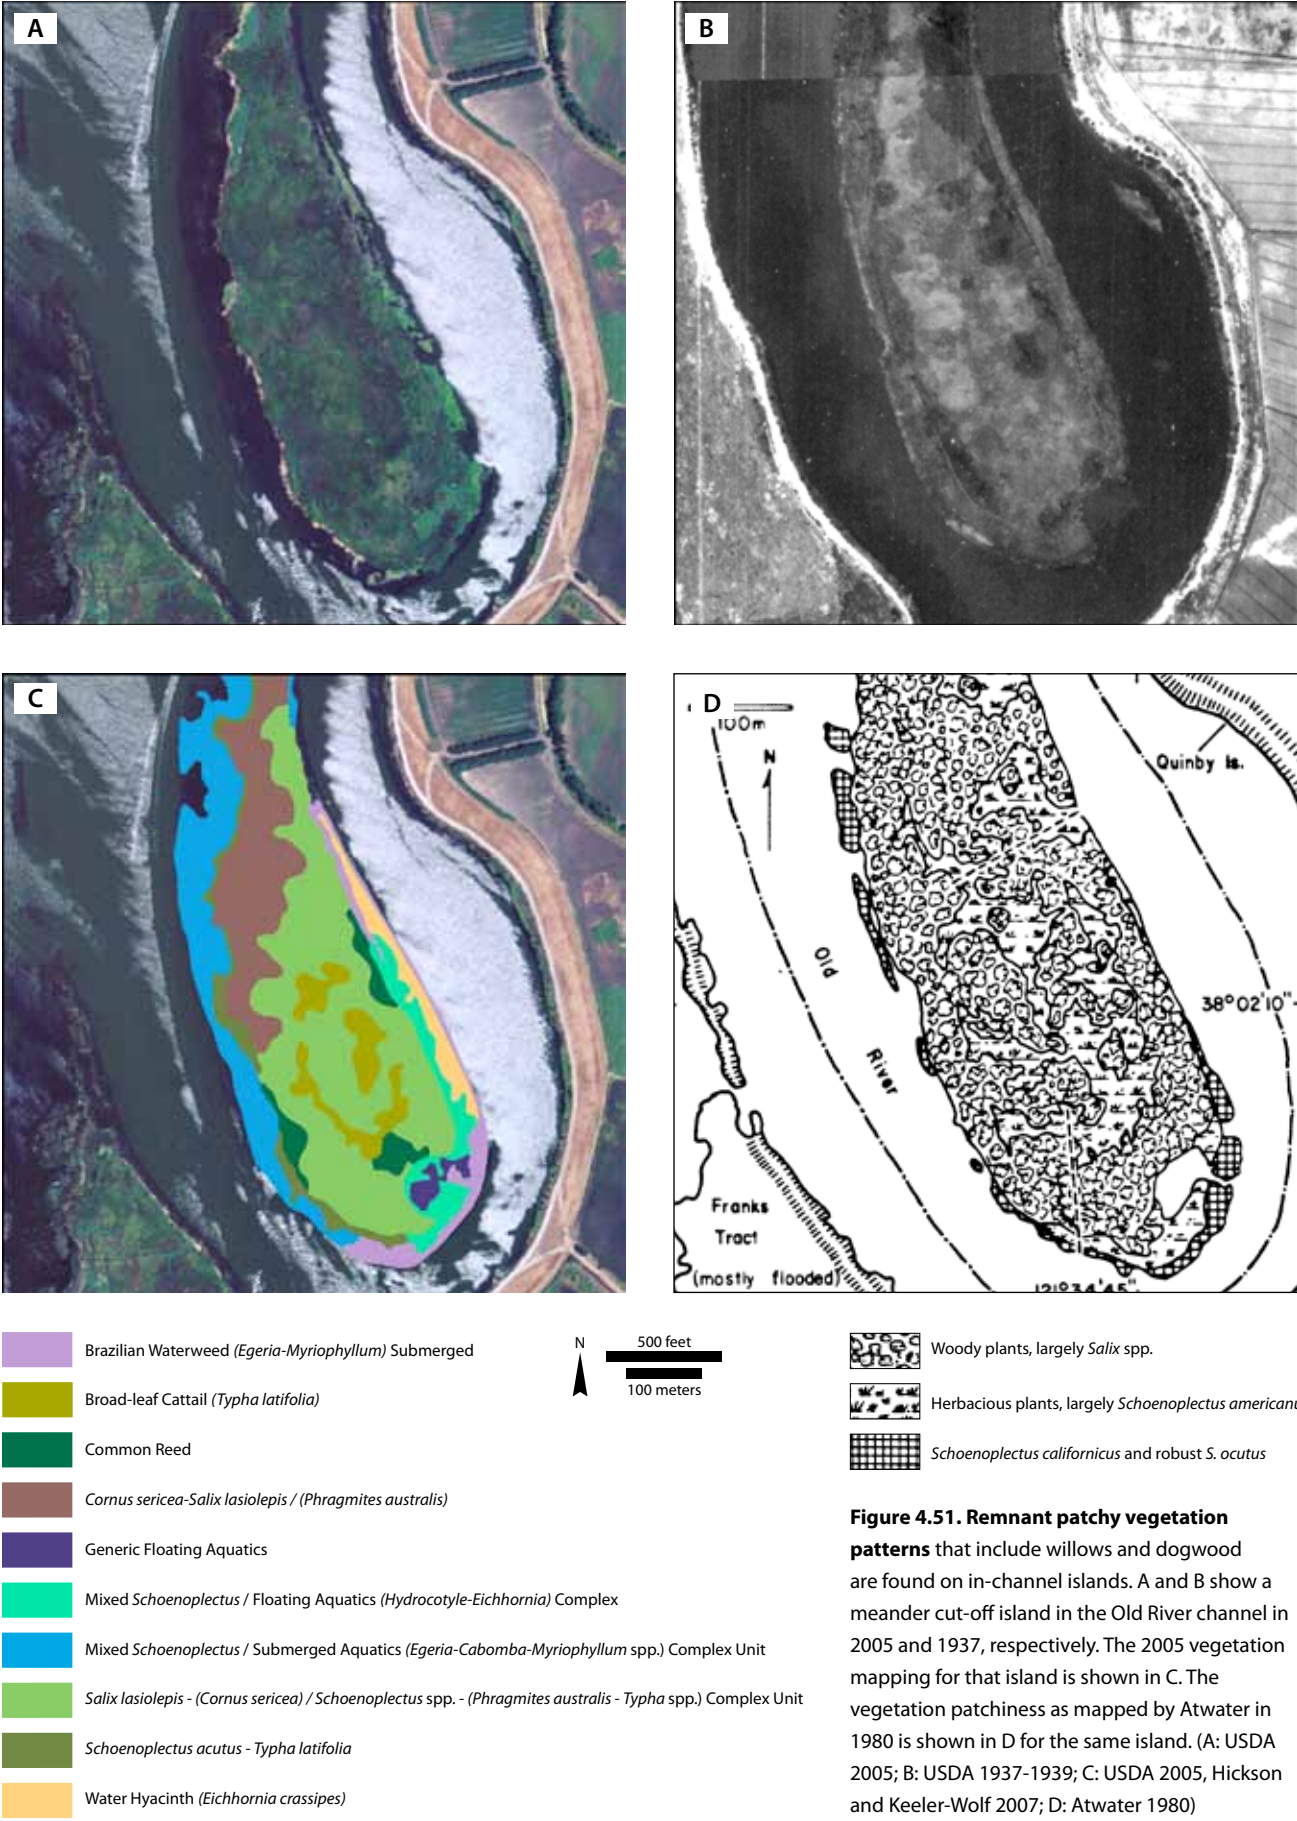 A
B
C
D
100m
N
Quinby Is.
Old
River
38° 02' 10"
Franks
Tract
(mostly flooded)
121° 34' 45"
Brazilian Waterweed (Egeria-Myriophyllum) Submerged
Broad-leaf Cattail (Typha latifolia)
Common Reed
Cornus sericea-Salix lasiolepis / (Phragmites australis)
Generic Floating Aquatics
Mixed Schoenoplectus / Floating Aquatics (Hydrocotyle-Eichhornia) Complex
Mixed Schoenoplectus / Submerged Aquatics (Egeria-Cabomba-Myriophyllum spp.) Complex Unit
Salix lasiolepis - (Cornus sericea) / Schoenoplectus spp. - (Phragmites australis - Typha spp.) Complex Unit
Schoenoplectus acutus - Typha latifolia
Water Hyacinth (Eichhornia crassipes)
N
500 feet
100 meters
Woody plants, largely Salix spp.
Herbacious plants, largely Schoenoplectus americanu
Schoenoplectus californicus and robust S. ocutus
Figure 4.51. Remnant patchy vegetation
patterns that include willows and dogwood
are found on in-channel islands. A and B show a
meander cut-off island in the Old River channel in
2005 and 1937, respectively. The 2005 vegetation
mapping for that island is shown in C. The
vegetation patchiness as mapped by Atwater in
1980 is shown in D for the same island. (A: USDA
2005; B: USDA 1937-1939; C: USDA 2005, Hickson
and Keeler-Wolf 2007; D: Atwater 1980)